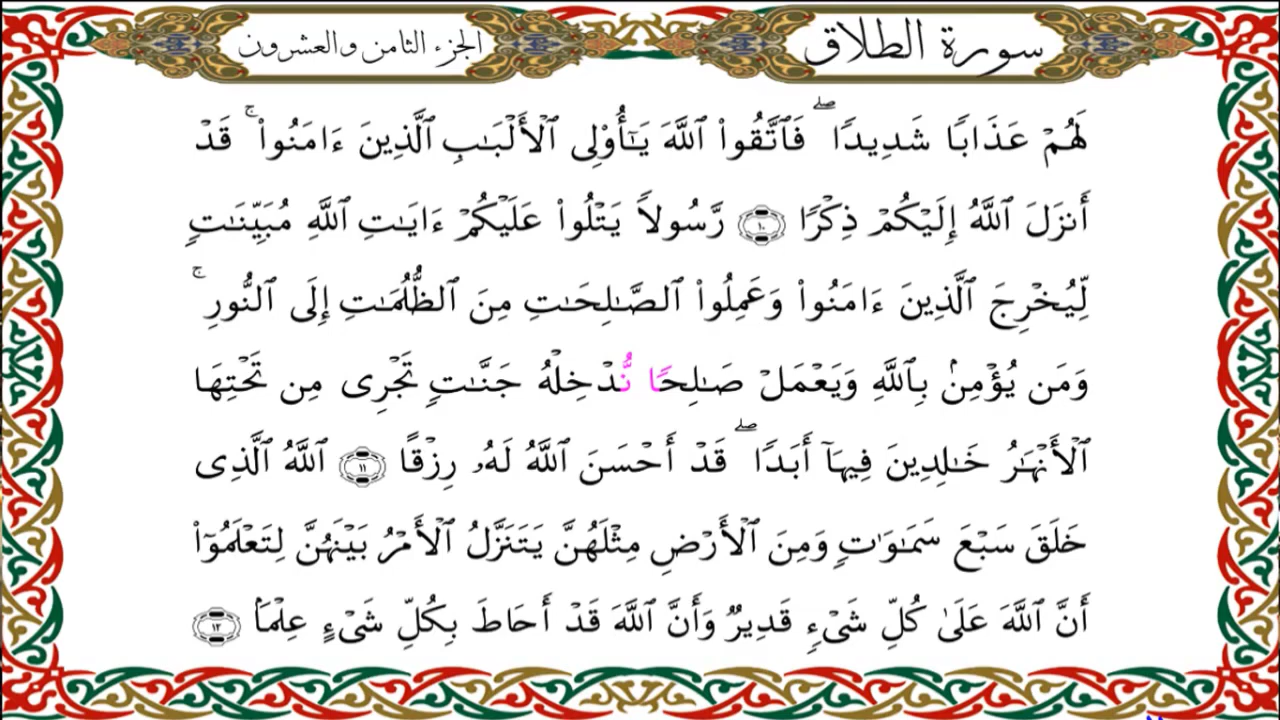 سورة الطلاق
الجزء الثامن والعشرون
لَهُمْ عَذَابًا شَدِيدًا ۖ فَٱتَّقُوا۟ ٱللَّهَ يَـٰٓأُو۟لِى ٱلْأَلْبَـٰبِ ٱلَّذِينَ ءَامَنُوا۟ ۚ قَدْ
أَنزَلَ ٱللَّهُ إِلَيْكُمْ ذِكْرًا ١٠ رَّسُولًا يَتْلُوا۟ عَلَيْكُمْ ءَايَـٰتِ ٱللَّهِ مُبَيِّنَـٰتٍ
لِّيُخْرِجَ ٱلَّذِينَ ءَامَنُوا۟ وَعَمِلُوا۟ ٱلصَّـٰلِحَـٰتِ مِنَ ٱلظُّلُمَـٰتِ إِلَى ٱلنُّورِ ۚ
وَمَن يُؤْمِنۢ بِٱللَّهِ وَيَعْمَلْ صَـٰلِحًا نُّدْخِلْهُ جَنَّـٰتٍ تَجْرِى مِن تَحْتِهَا
ٱلْأَنْهَـٰرُ خَـٰلِدِينَ فِيهَآ أَبَدًا ۖ قَدْ أَحْسَنَ ٱللَّهُ لَهُۥ رِزْقًا ١١ ٱللَّهُ ٱلَّذِى
خَلَقَ سَبْعَ سَمَـٰوَٰتٍ وَمِنَ ٱلْأَرْضِ مِثْلَهُنَّ يَتَنَزَّلُ ٱلْأَمْرُ بَيْنَهُنَّ لِتَعْلَمُوٓا۟
أَنَّ ٱللَّهَ عَلَىٰ كُلِّ شَىْءٍ قَدِيرٌ وَأَنَّ ٱللَّهَ قَدْ أَحَاطَ بِكُلِّ شَىْءٍ عِلْمًۢا ١٢